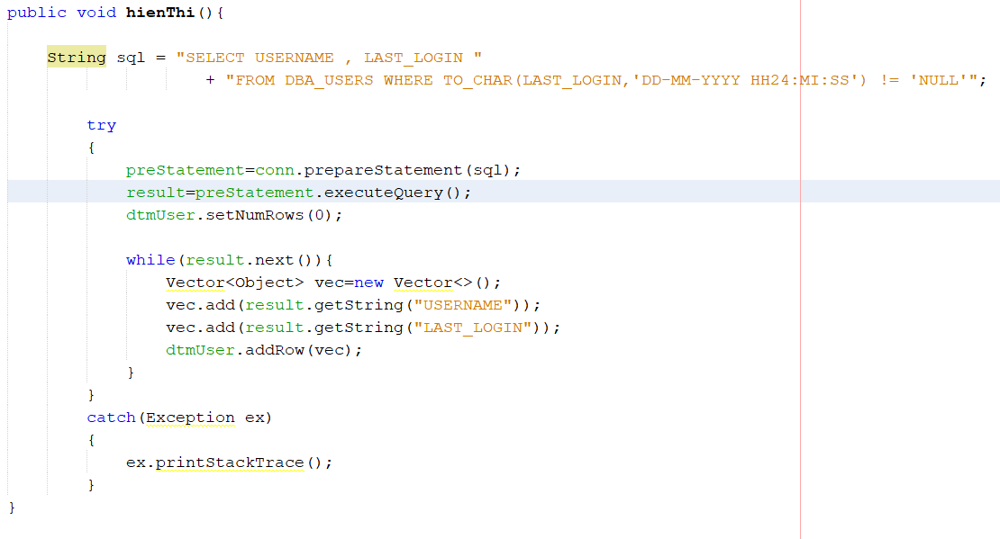 public void hienThi(){
String sql = "SELECT USERNAME , LAST_LOGIN "
+ "FROM DBA_USERS WHERE TO_CHAR(LAST_LOGIN,'DD-MM-YYYY HH24:MI:SS') != 'NULL'";
try
{
preStatement=conn.prepareStatement(sql);
result=preStatement.executeQuery();
dtmUser.setNumRows(0);
while(result.next()){
Vector<Object> vec=new Vector<>();
vec.add(result.getString("USERNAME"));
vec.add(result.getString("LAST_LOGIN"));
dtmUser.addRow(vec);
}
}
catch(Exception ex)
{
ex.printStackTrace();
}
}